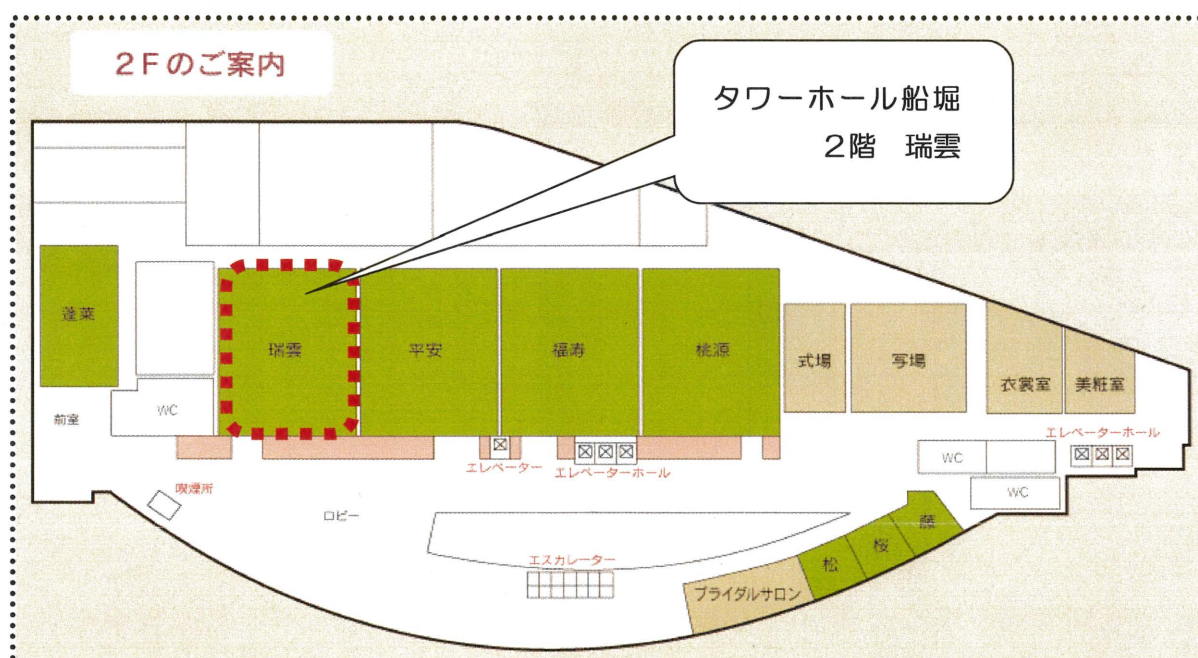 2Fのご案内
タワーホール船堀
2階 瑞雲
蓬莱
瑞雲
平安
福寿
桃源
式場
写場
衣裳室
美粧室
前室
WC
エレベーター
エレベーターホール
エレベーターホール
WC
WC
喫煙所
ロビー
エスカレーター
藤
桜
松
ブライダルサロン